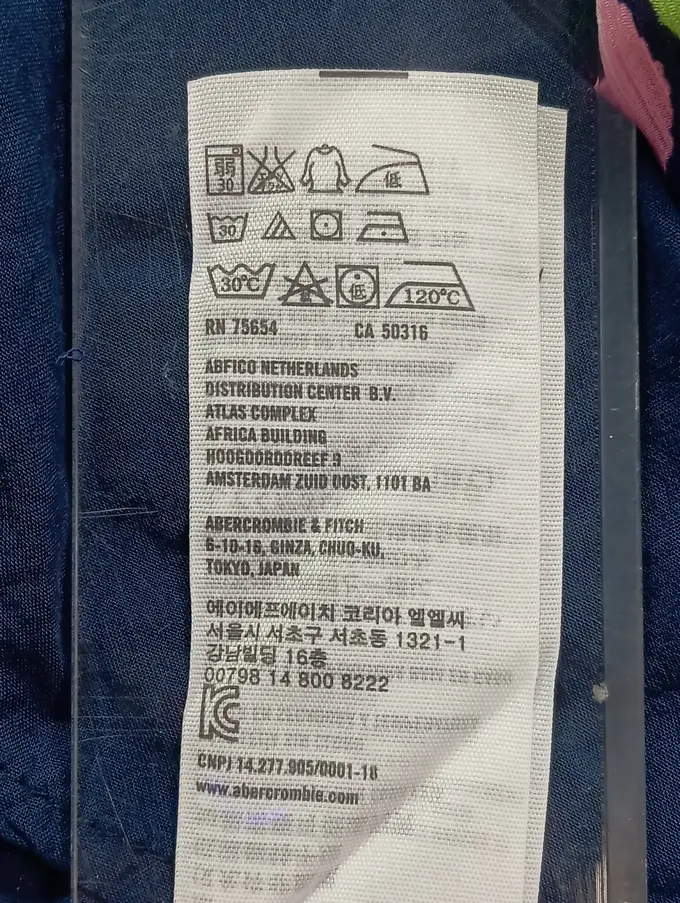 弱 30 低
30
30℃ 低 120℃
RN 75654 CA 50316
ABFICO NETHERLANDS
DISTRIBUTION CENTER B.V.
ATLAS COMPLEX
AFRICA BUILDING
HOOGOORDDREEF 9
AMSTERDAM ZUID OOST, 1101 BA
ABERCROMBIE & FITCH
6-10-16, GINZA, CHUO-KU,
TOKYO, JAPAN
에이에프에이치 코리아 엘엘씨
서울시 서초구 서초동 1321-1
강남빌딩 16층
00798 14 800 8222
KC
CNPJ 14.277.905/0001-18
www.abercrombie.com